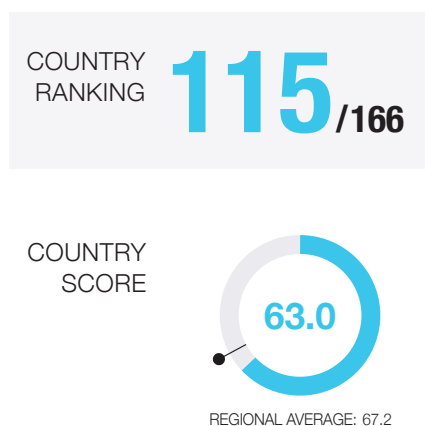 COUNTRY
RANKING
115/166
COUNTRY
SCORE
63.0
REGIONAL AVERAGE: 67.2